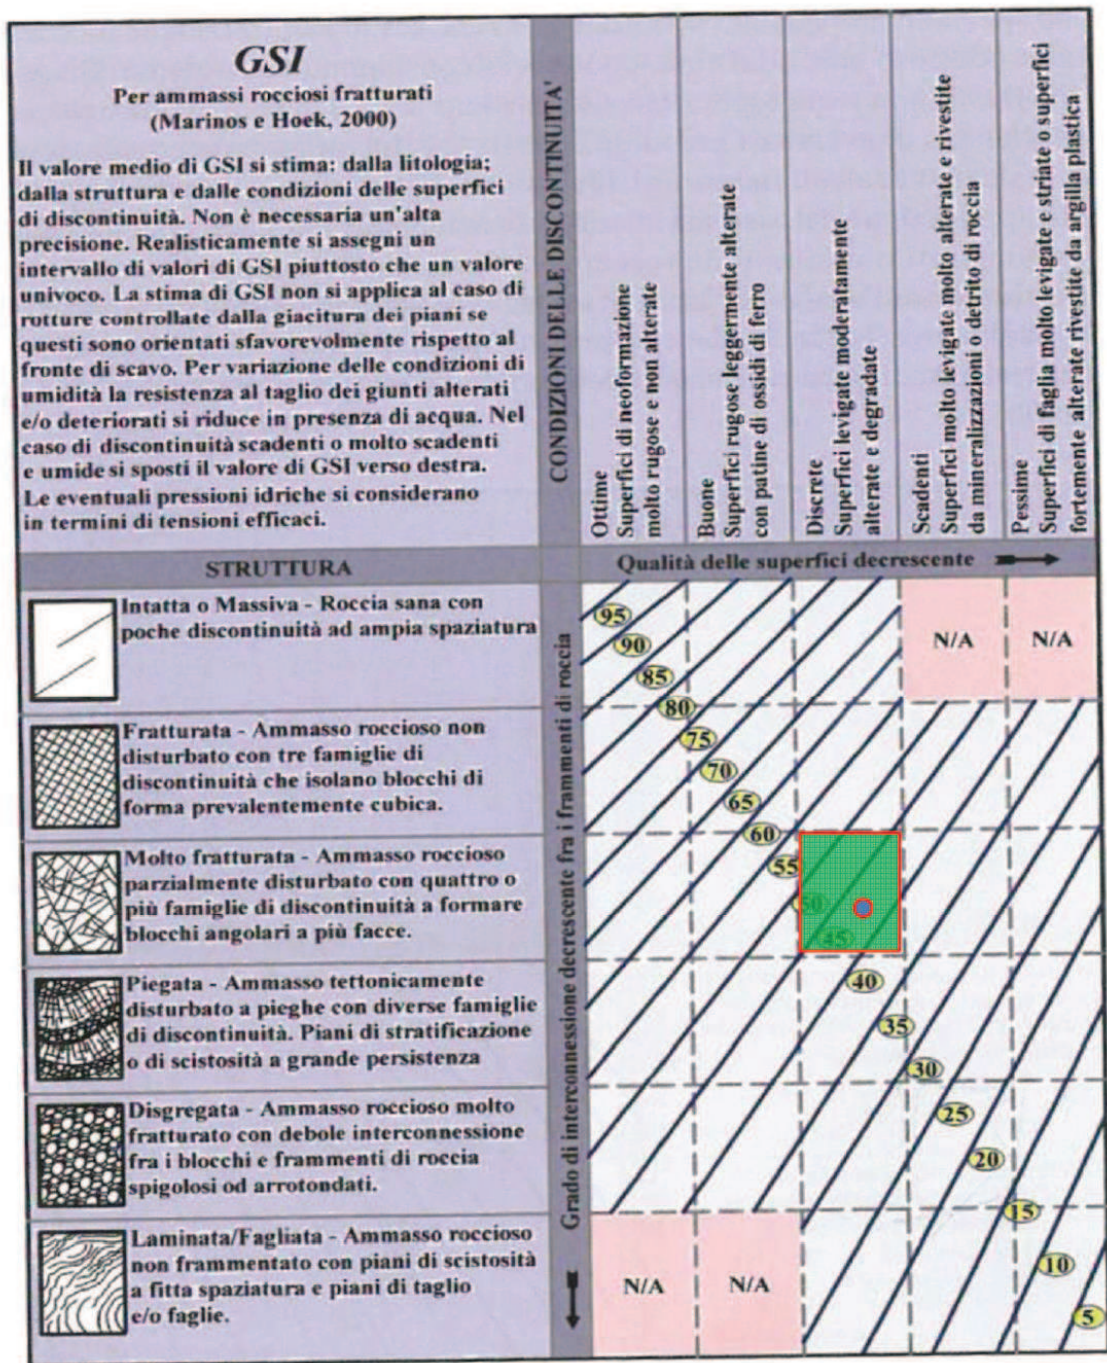 GSI
Per ammassi rocciosi fratturati
(Marinos e Hoek, 2000)
Il valore medio di GSI si stima: dalla litologia;
dalla struttura e dalle condizioni delle superfici
di discontinuità. Non è necessaria un'alta
precisione. Realisticamente si assegni un
intervallo di valori di GSI piuttosto che un valore
univoco. La stima di GSI non si applica al caso di
rotture controllate dalla giacitura dei piani se
questi sono orientati sfavorevolmente rispetto al
fronte di scavo. Per variazione delle condizioni di
umidità la resistenza al taglio dei giunti alterati
e/o deteriorati si riduce in presenza di acqua. Nel
caso di discontinuità scadenti o molto scadenti
e umide si sposti il valore di GSI verso destra.
Le eventuali pressioni idriche si considerano
in termini di tensioni efficaci.
CONDIZIONI DELLE DISCONTINUITA'
Ottime
Superfici di neoformazione
molto rugose e non alterate
Buone
Superfici rugose leggermente alterate
con patine di ossidi di ferro
Discrete
Superfici levigate moderatamente
alterate e degradate
Scadenti
Superfici molto levigate molto alterate e rivestite
da mineralizzazioni o detrito di roccia
Pessime
Superfici di faglia molto levigate e striate o superfici
fortemente alterate rivestite da argilla plastica
STRUTTURA
Qualità delle superfici decrescente
Grado di interconnessione decrescente fra i frammenti di roccia
Intatta o Massiva - Roccia sana con
poche discontinuità ad ampia spaziatura
Fratturata - Ammasso roccioso non
disturbato con tre famiglie di
discontinuità che isolano blocchi di
forma prevalentemente cubica.
Molto fratturata - Ammasso roccioso
parzialmente disturbato con quattro o
più famiglie di discontinuità a formare
blocchi angolari a più facce.
Piegata - Ammasso tettonicamente
disturbato a pieghe con diverse famiglie
di discontinuità. Piani di stratificazione
o di scistosità a grande persistenza
Disgregata - Ammasso roccioso molto
fratturato con debole interconnessione
fra i blocchi e frammenti di roccia
spigolosi od arrotondati.
Laminata/Fagliata - Ammasso roccioso
non frammentato con piani di scistosità
a fitta spaziatura e piani di taglio
e/o faglie.
95
90
85
80
75
70
65
60
55
50
45
40
35
30
25
20
15
10
5
N/A
N/A
N/A
N/A